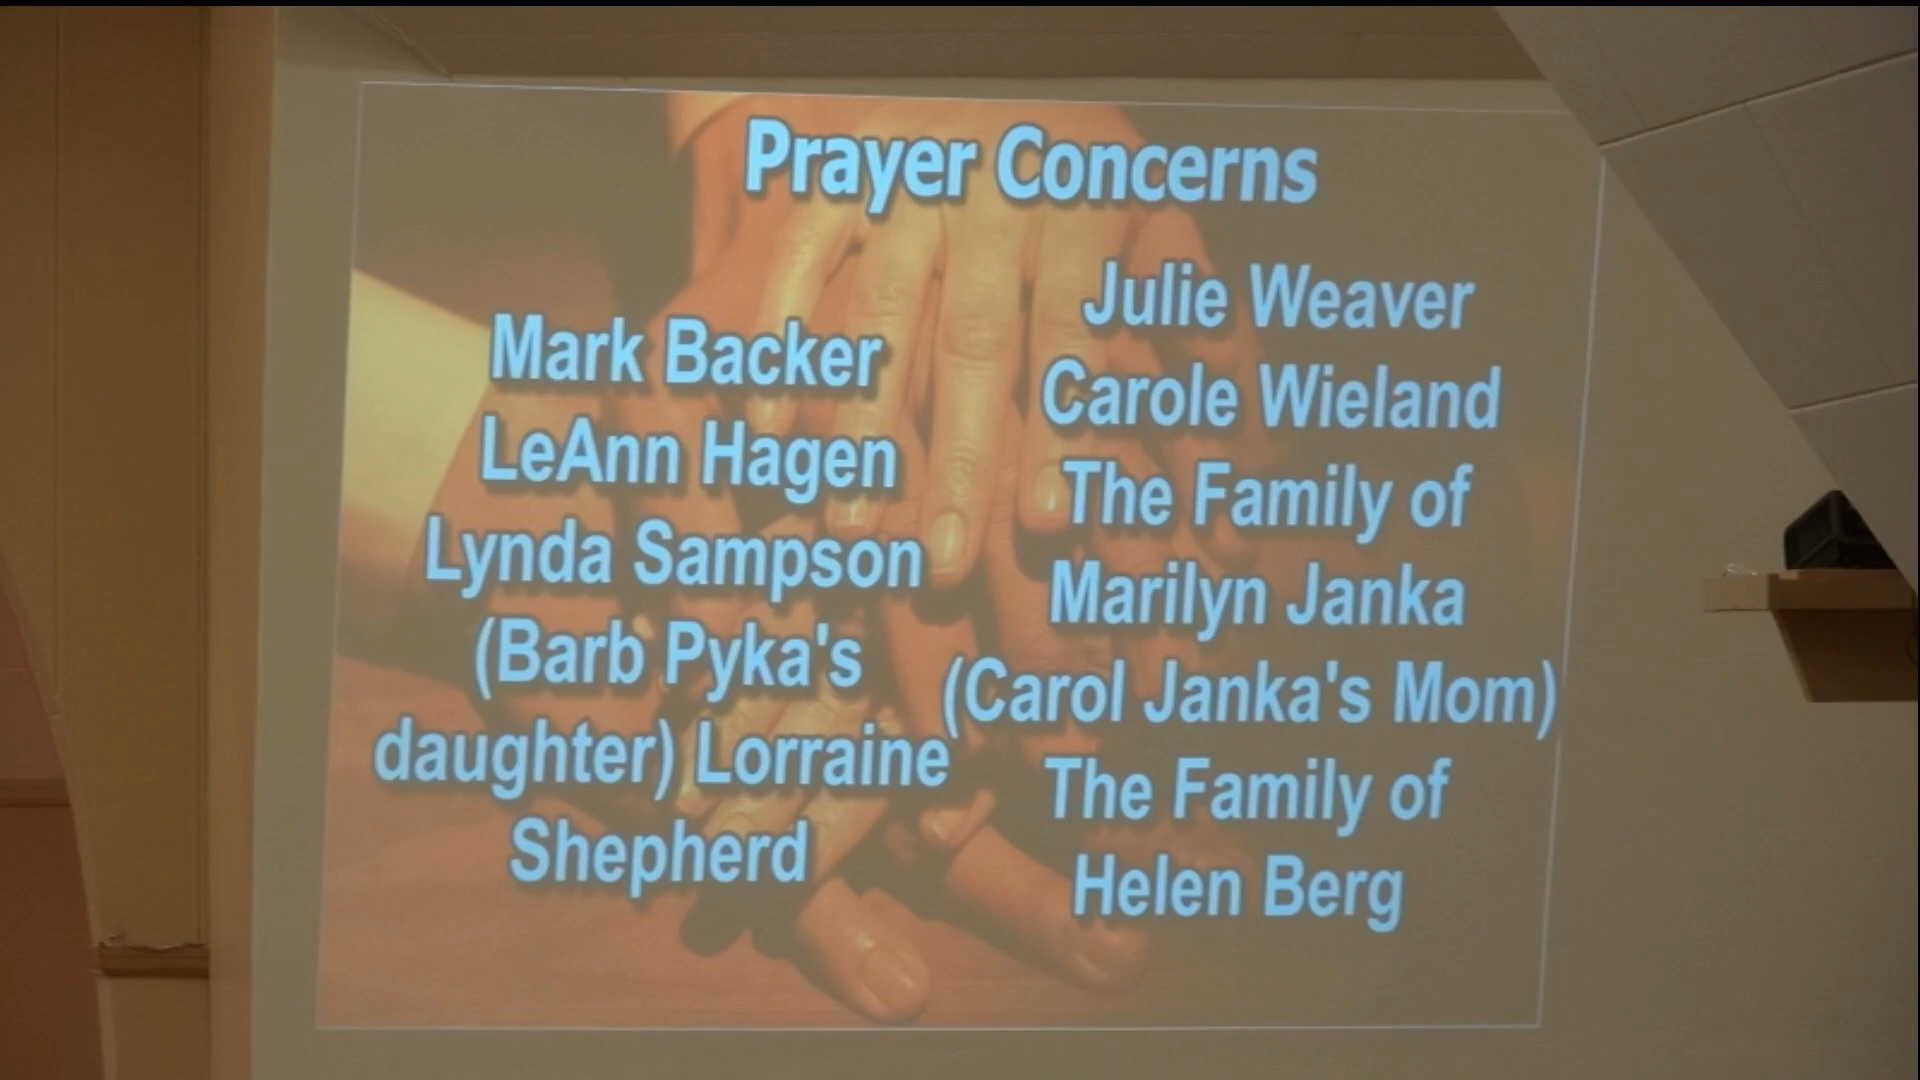 Prayer Concerns
Mark Backer
LeAnn Hagen
Lynda Sampson
(Barb Pyka's
daughter) Lorraine
Shepherd
Julie Weaver
Carole Wieland
The Family of
Marilyn Janka
(Carol Janka's Mom)
The Family of
Helen Berg